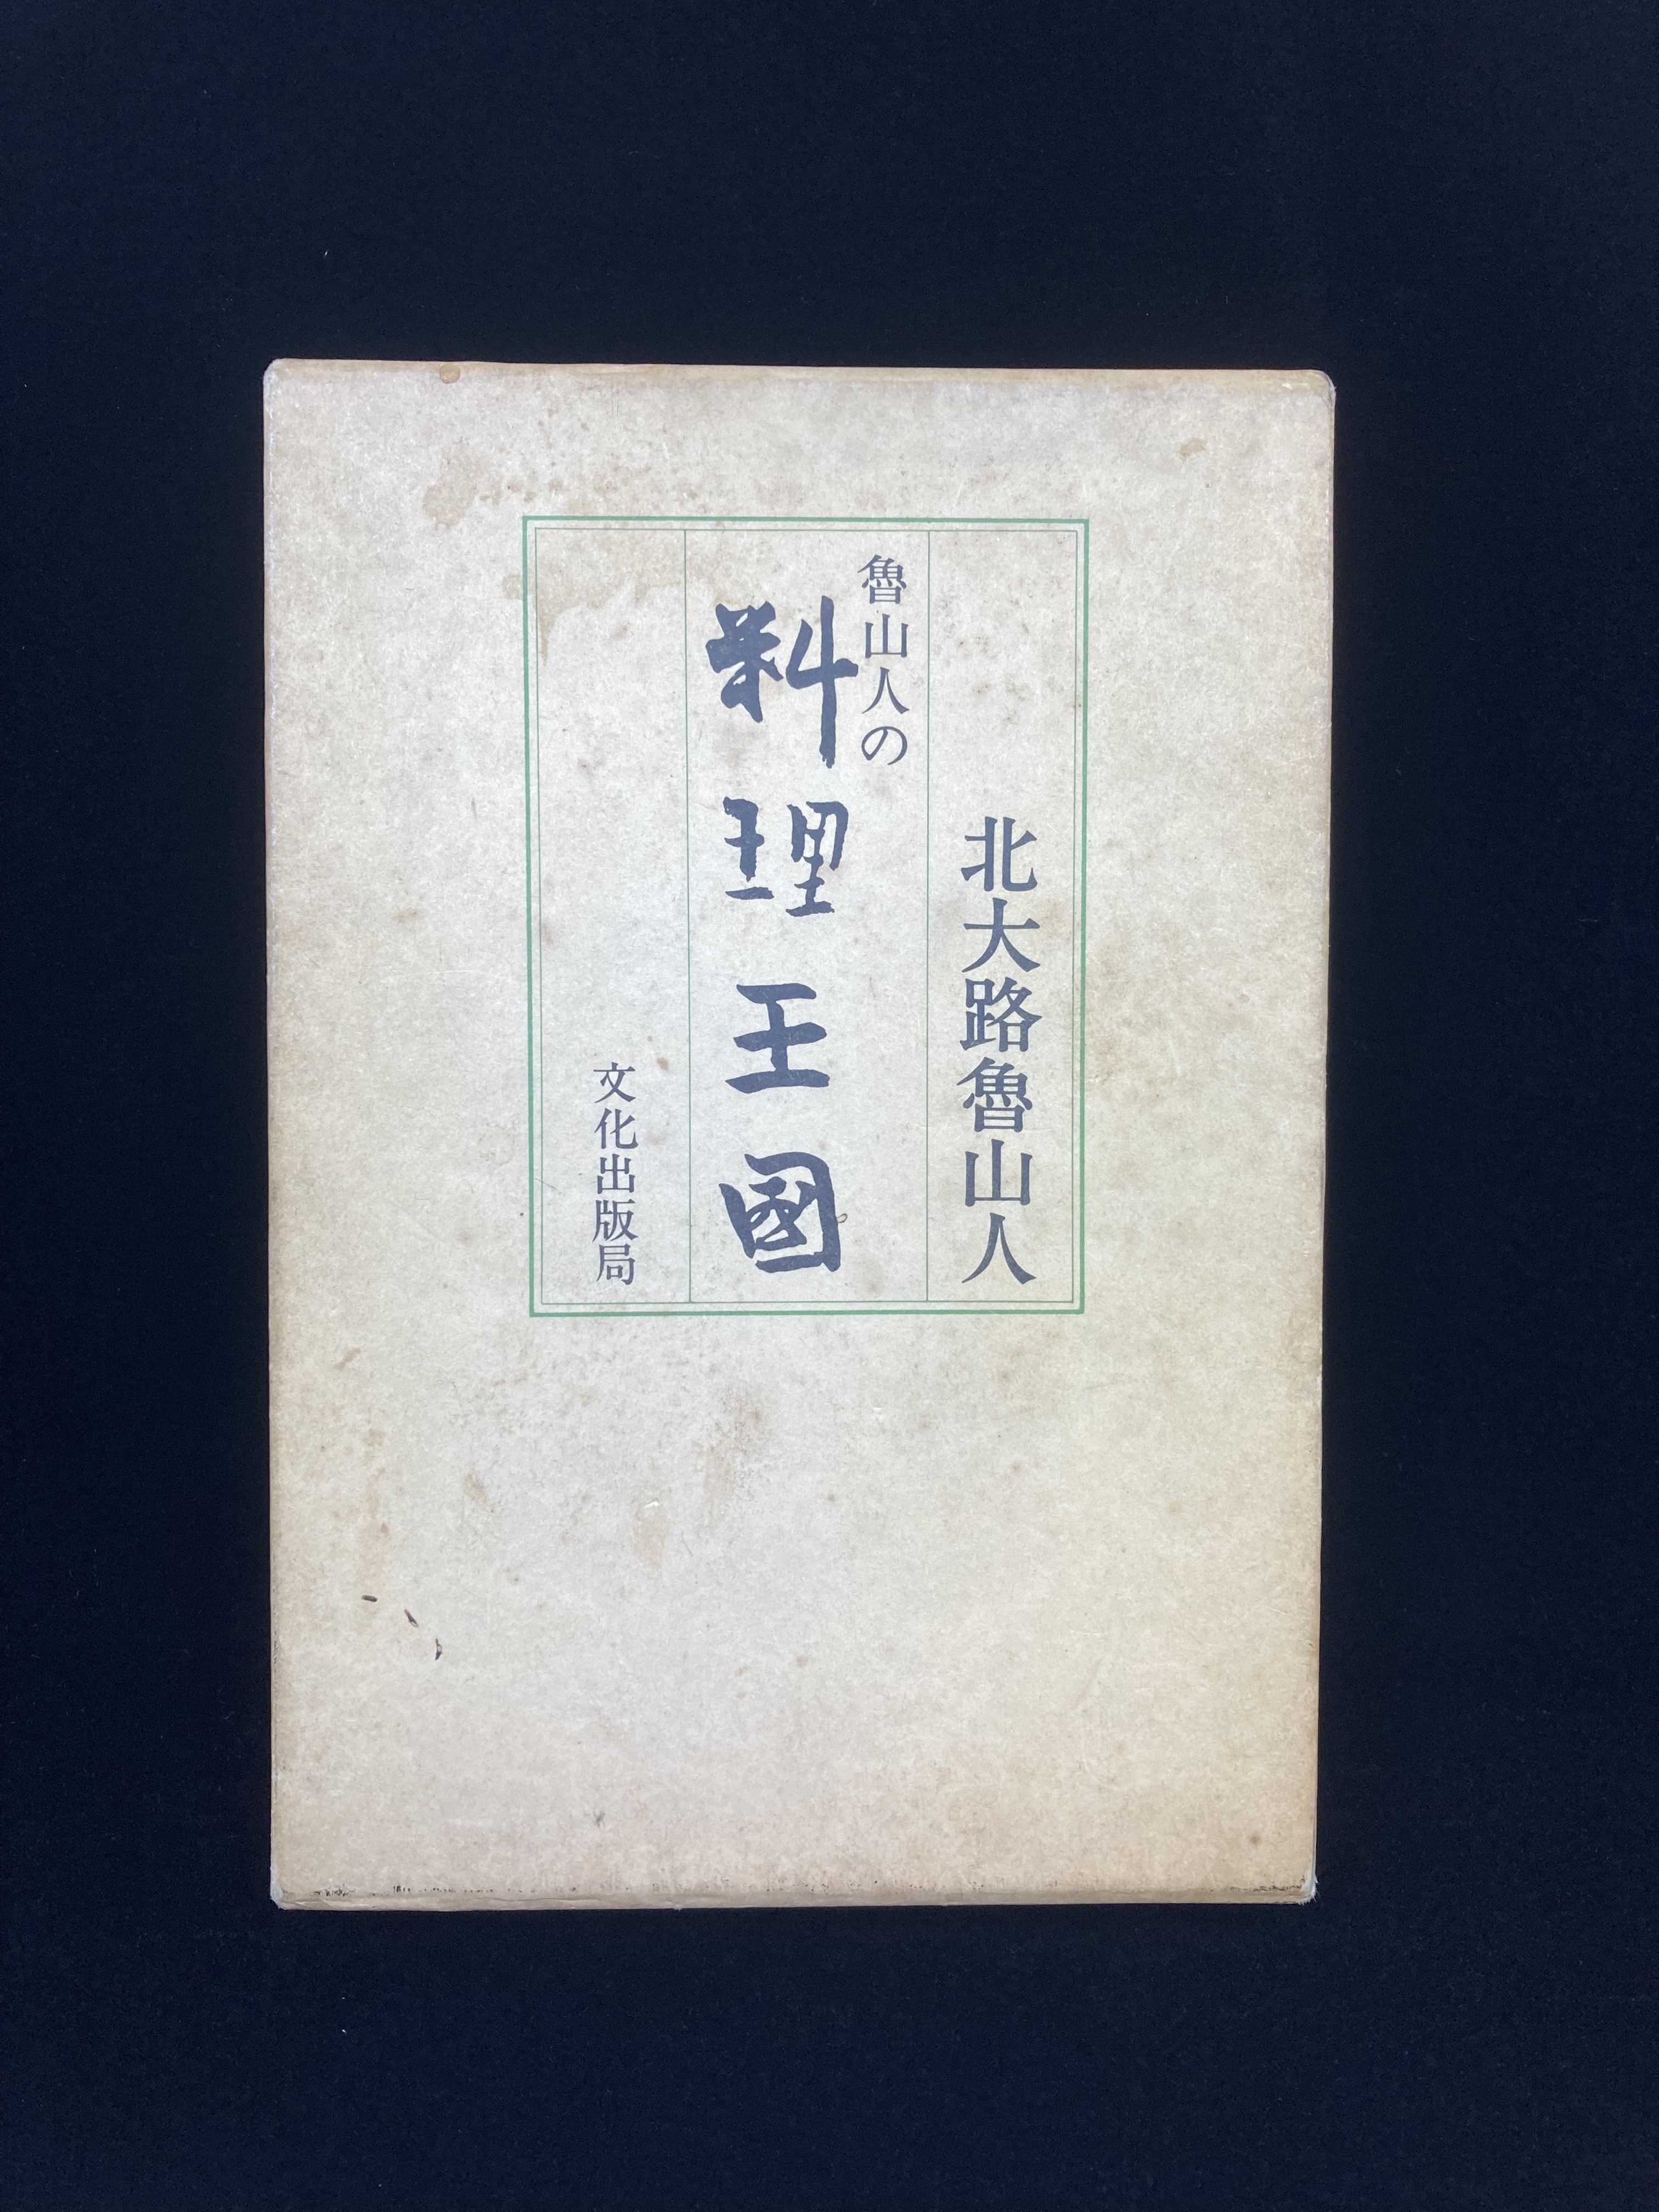 北大路魯山人
魯山人の
料理王國
文化出版局